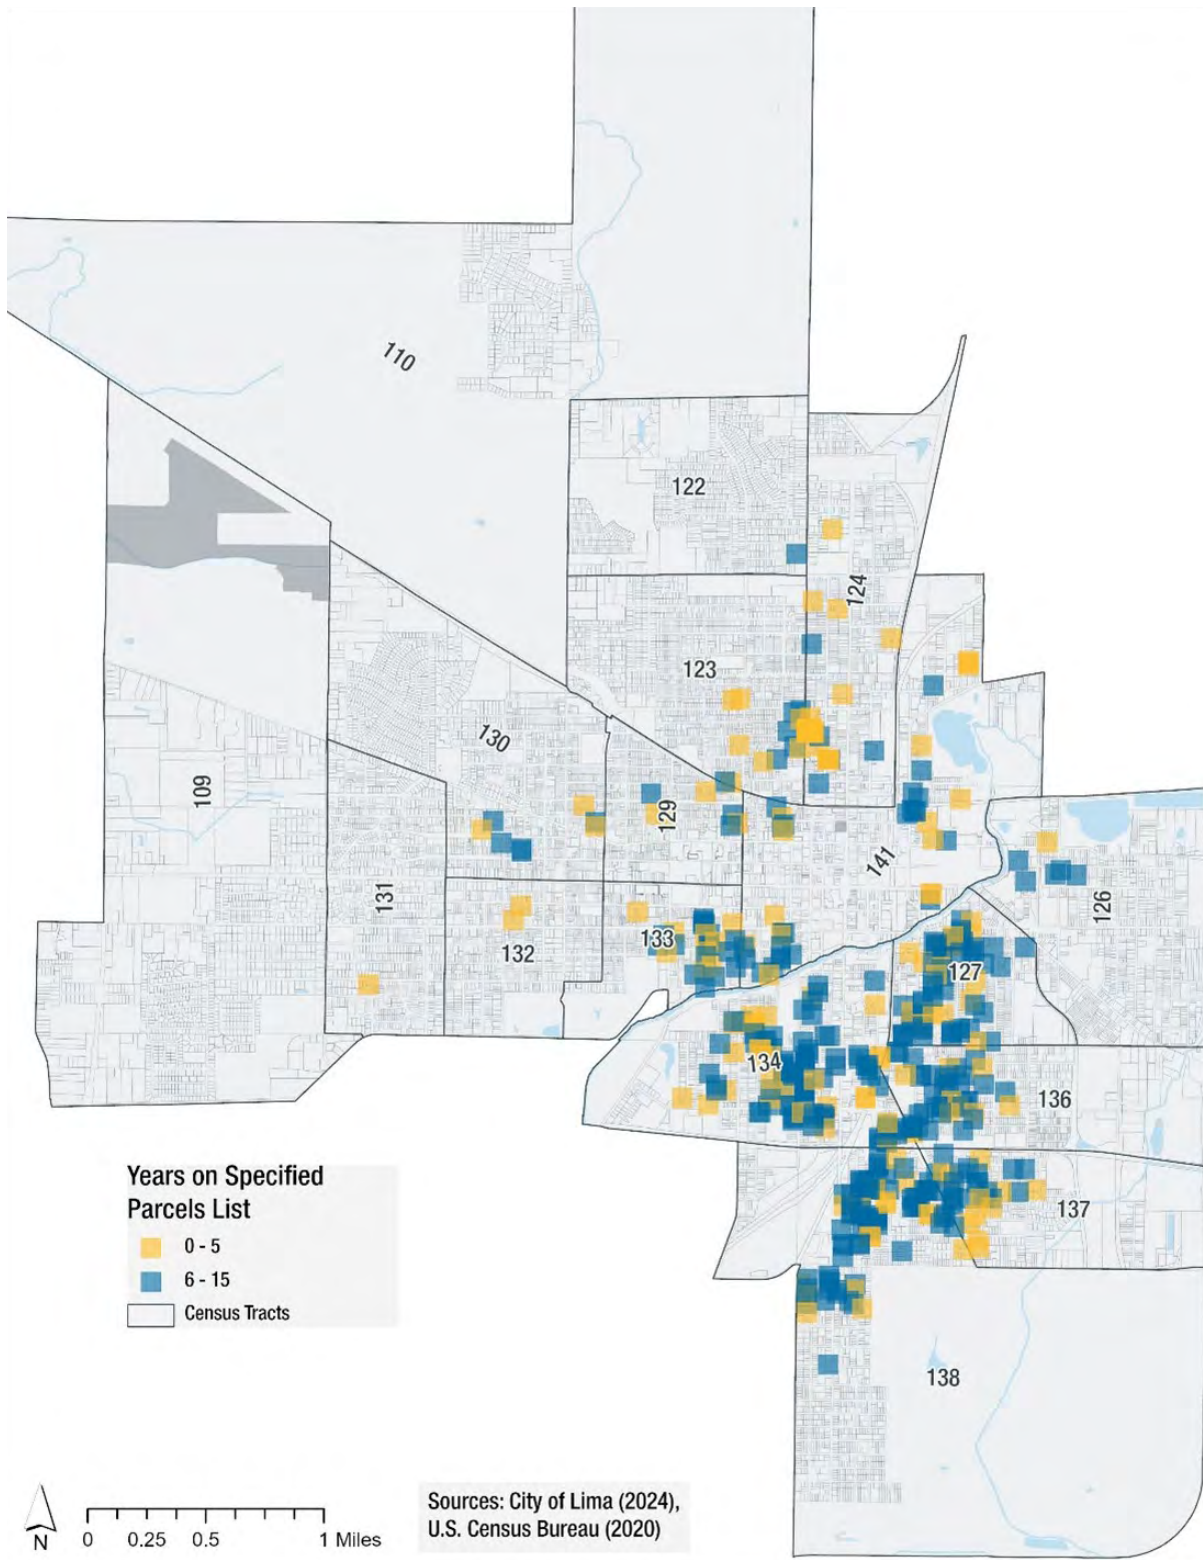 110
122
124
123
130
109
129
141
131
126
133
132
127
134
136
137
138
Years on Specified
Parcels List
0 - 5
6 - 15
Census Tracts
N
0 0.25 0.5 1 Miles
Sources: City of Lima (2024),
U.S. Census Bureau (2020)